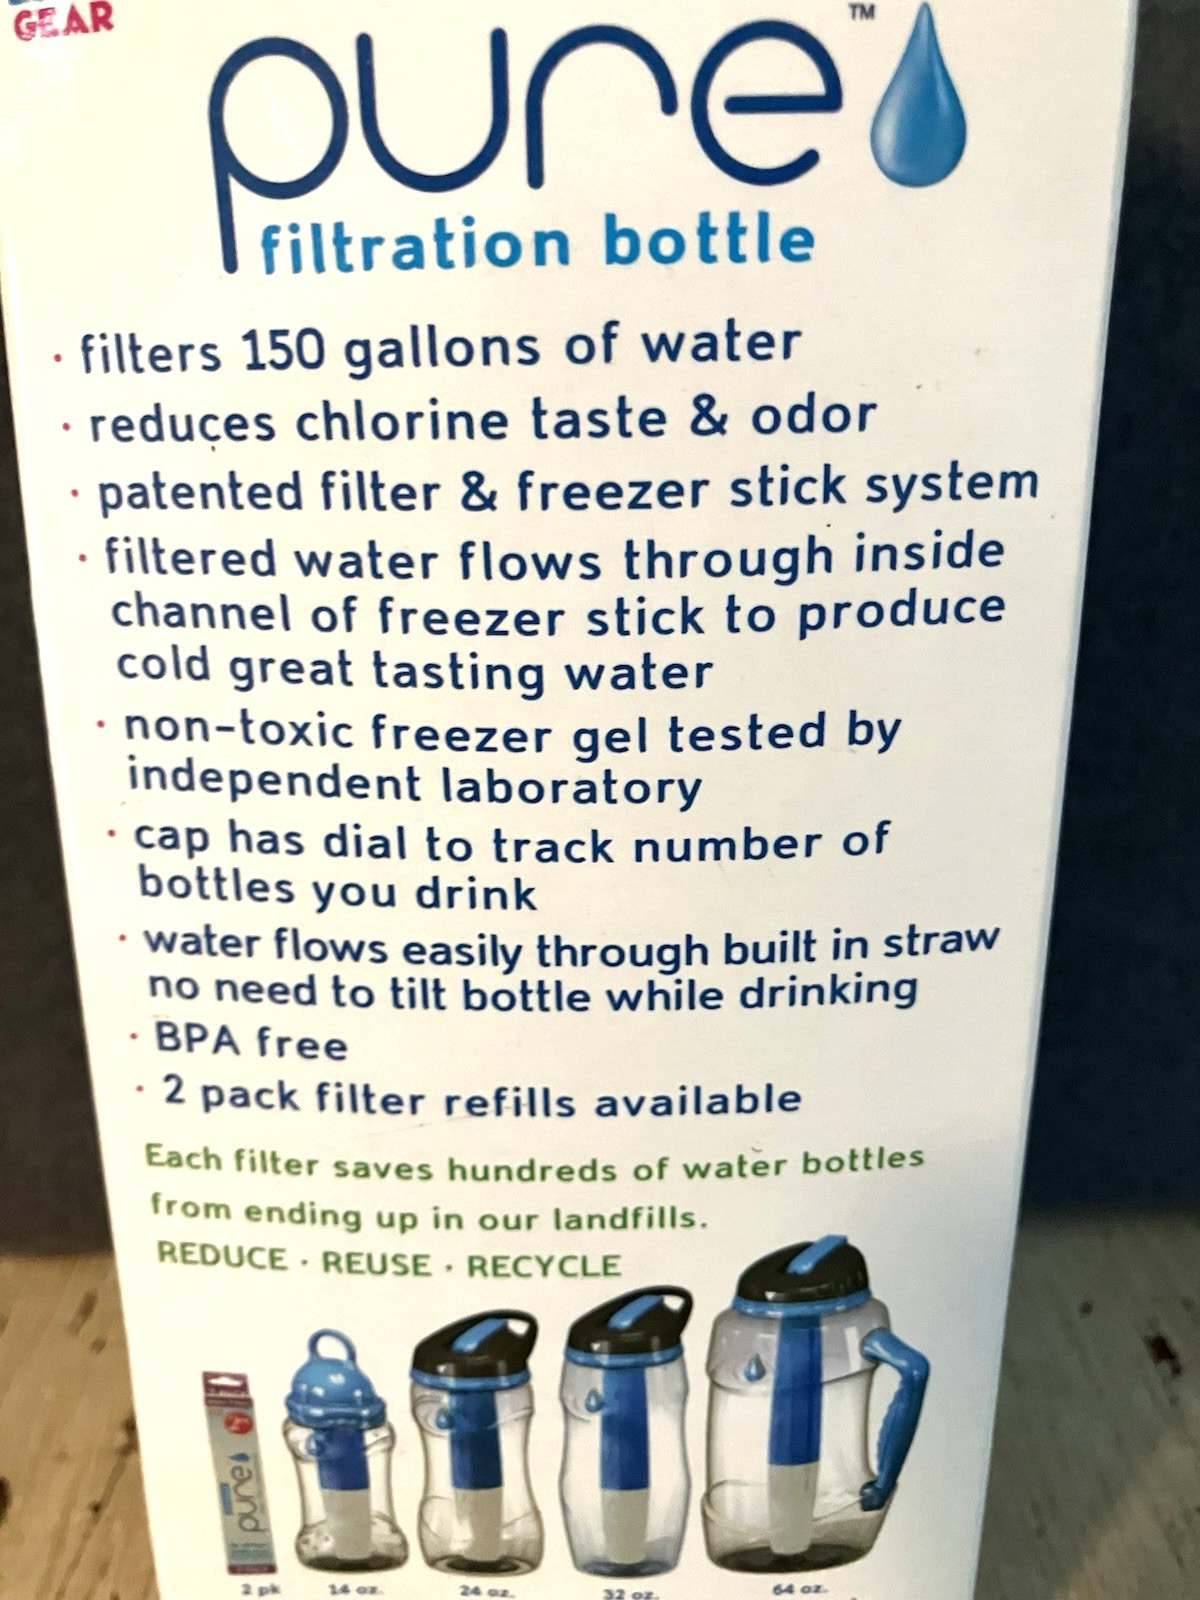 GEAR
pure™
filtration bottle
· filters 150 gallons of water
· reduces chlorine taste & odor
· patented filter & freezer stick system
· filtered water flows through inside
channel of freezer stick to produce
cold great tasting water
· non-toxic freezer gel tested by
independent laboratory
· cap has dial to track number of
bottles you drink
· water flows easily through built in straw
no need to tilt bottle while drinking
· BPA free
· 2 pack filter refills available
Each filter saves hundreds of water bottles
from ending up in our landfills.
REDUCE · REUSE · RECYCLE
pure
2 pk 14 oz. 24 oz. 32 oz. 64 oz.